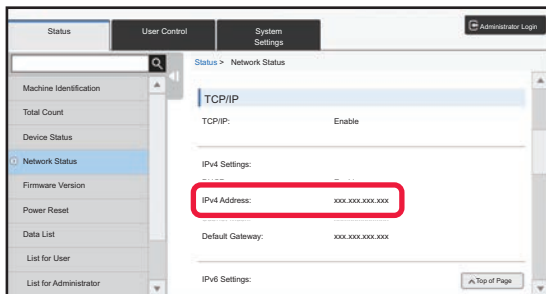 Status
User Control
System
Settings
Administrator Login
Status > Network Status
Machine Identification
Total Count
Device Status
Network Status
Firmware Version
Power Reset
Data List
List for User
List for Administrator
TCP/IP
TCP/IP: Enable
IPv4 Settings:
IPv4 Address: xxx.xxx.xxx.xxx
Default Gateway: xxx.xxx.xxx.xxx
IPv6 Settings:
Top of Page